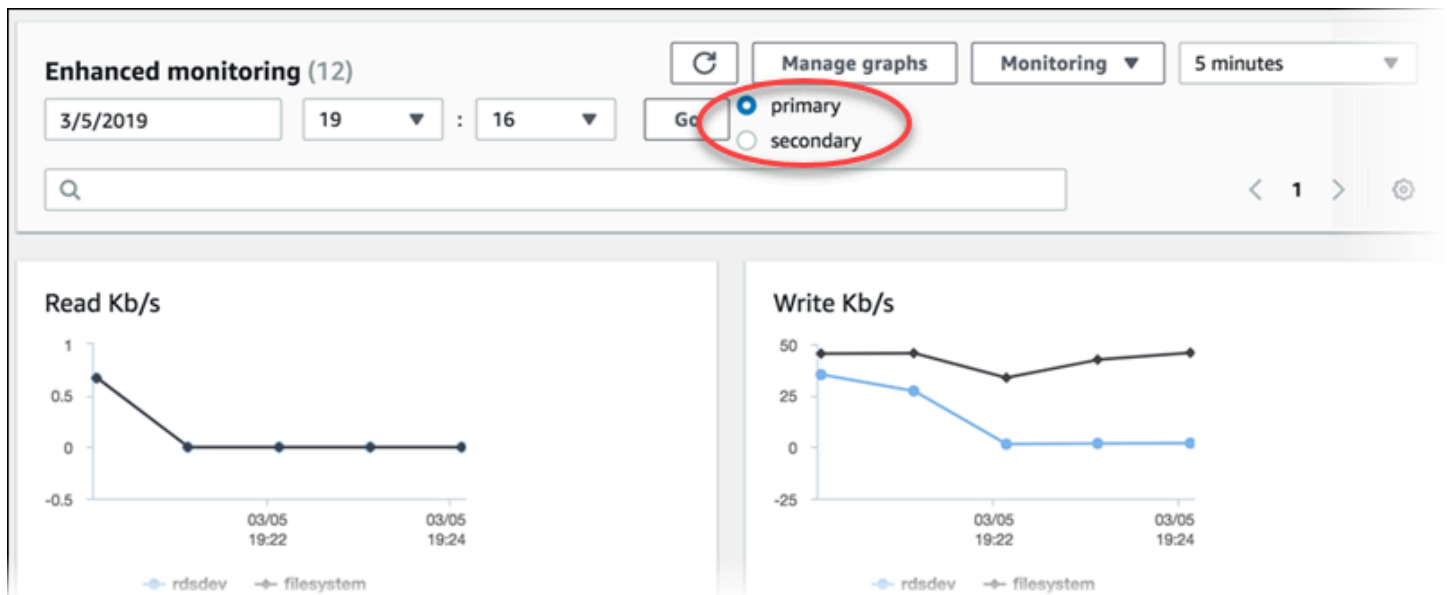 Enhanced monitoring (12)
Manage graphs
Monitoring
5 minutes
3/5/2019
19
:
16
Go
primary
secondary
1
Read Kb/s
1
0.5
0
-0.5
03/05
19:22
03/05
19:24
rdsdev
filesystem
Write Kb/s
50
25
0
-25
03/05
19:22
03/05
19:24
rdsdev
filesystem